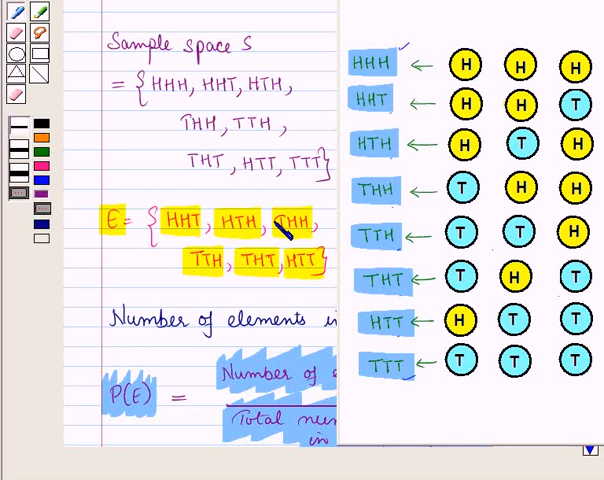 Sample space S
= {HHH, HHT, HTH,
THH, TTH,
THT, HTT, TTT}
E = { HHT, HTH, THH,
TTH, THT, HTT}
Number of elements in
P(E) = Number of
Total num
in
HHH ← H H H
HHT ← H H T
HTH ← H T H
THH ← T H H
TTH ← T T H
THT ← T H T
HTT ← H T T
TTT ← T T T